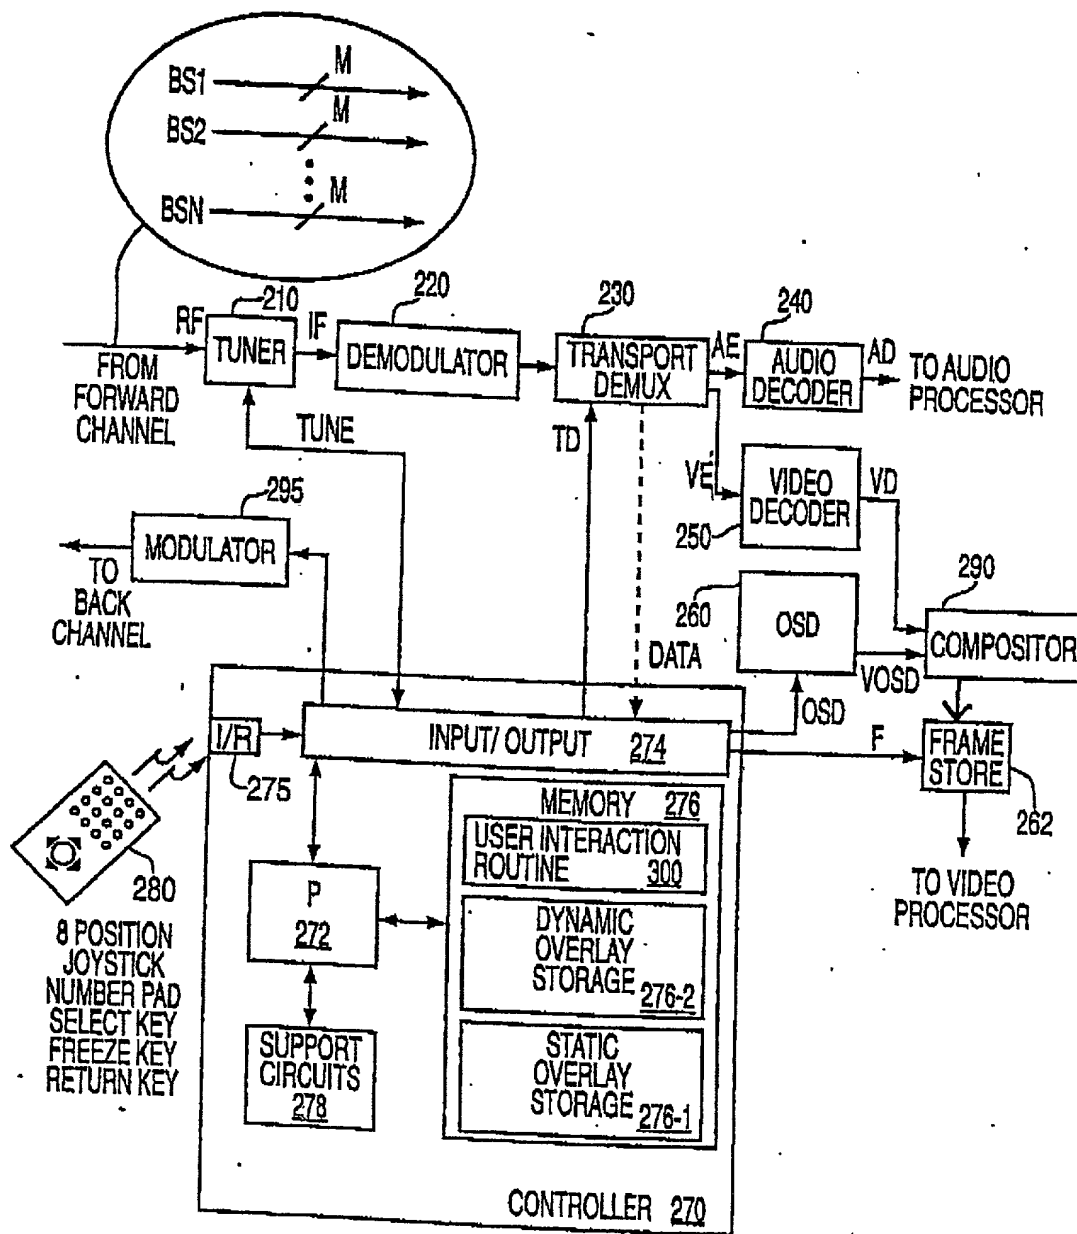 BS1
M
BS2
M
BSN
M
RF
210
TUNER
IF
220
DEMODULATOR
230
TRANSPORT
DEMUX
AE
240
AUDIO
DECODER
AD
TO AUDIO
PROCESSOR
FROM
FORWARD
CHANNEL
TUNE
TD
VE
VIDEO
DECODER
250
VD
295
MODULATOR
TO
BACK
CHANNEL
260
OSD
290
COMPOSITOR
DATA
VOSD
OSD
I/R
275
INPUT/ OUTPUT 274
F
FRAME
STORE
262
TO VIDEO
PROCESSOR
280
8 POSITION
JOYSTICK
NUMBER PAD
SELECT KEY
FREEZE KEY
RETURN KEY
MEMORY 276
USER INTERACTION
ROUTINE 300
P
272
DYNAMIC
OVERLAY
STORAGE 276-2
SUPPORT
CIRCUITS
278
STATIC
OVERLAY
STORAGE 276-1
CONTROLLER 270